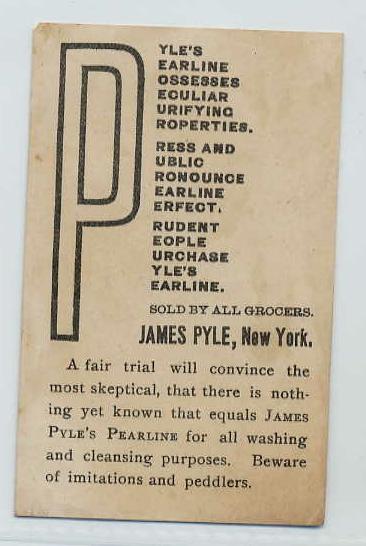 P
YLE'S
EARLINE
OSSESSES
ECULIAR
URIFYING
ROPERTIES.
RESS AND
UBLIC
RONOUNCE
EARLINE
ERFECT.
RUDENT
EOPLE
URCHASE
YLE'S
EARLINE.
SOLD BY ALL GROCERS.
JAMES PYLE, New York.
A fair trial will convince the
most skeptical, that there is noth-
ing yet known that equals JAMES
PYLE'S PEARLINE for all washing
and cleansing purposes. Beware
of imitations and peddlers.